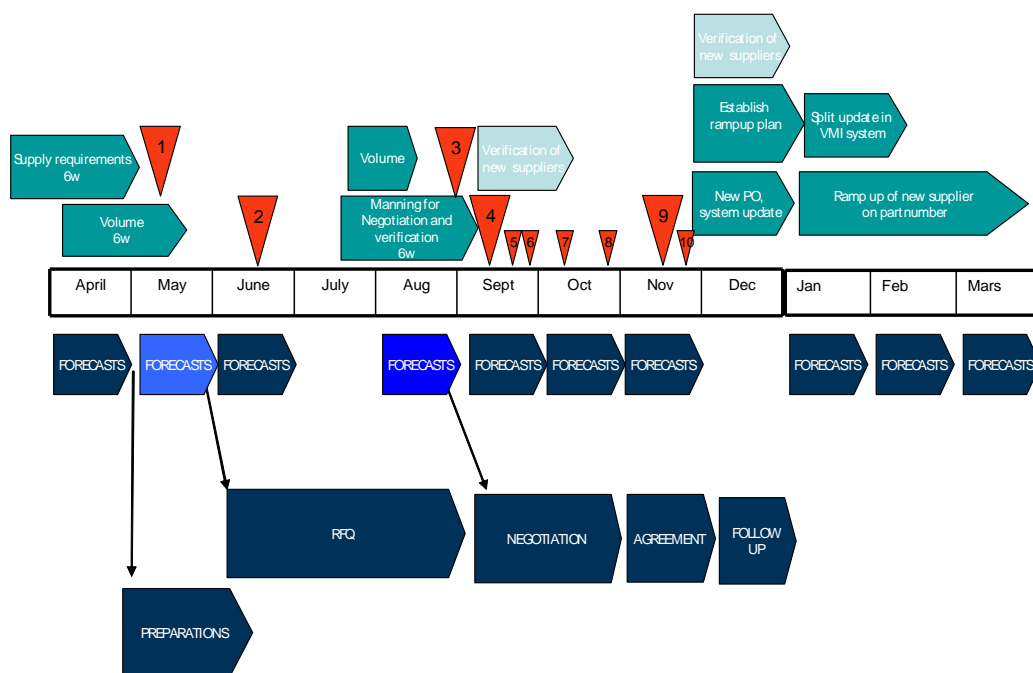 Verification of
new suppliers
Establish
rampup plan
Split update in
VMI system
Supply requirements
6w
1
Volume
3
Verification of
new suppliers
Volume
6w
2
Manning for
Negotiation and
verification
6w
4
5
6
7
8
9
10
New PO,
system update
Ramp up of new supplier
on part number
April
May
June
July
Aug
Sept
Oct
Nov
Dec
Jan
Feb
Mars
FORECASTS
FORECASTS
FORECASTS
FORECASTS
FORECASTS
FORECASTS
FORECASTS
FORECASTS
FORECASTS
FORECASTS
RFQ
NEGOTIATION
AGREEMENT
FOLLOW
UP
PREPARATIONS